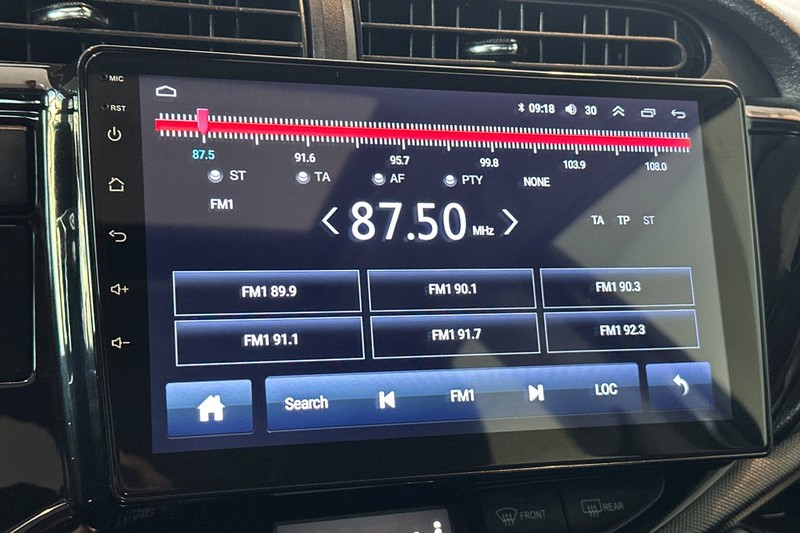 MIC
RST
09:18 30
87.5 91.6 95.7 99.8 103.9 108.0
ST TA AF PTY NONE
FM1
87.50 MHz
TA TP ST
FM1 89.9 FM1 90.1 FM1 90.3
FM1 91.1 FM1 91.7 FM1 92.3
Search FM1 LOC
FRONT REAR